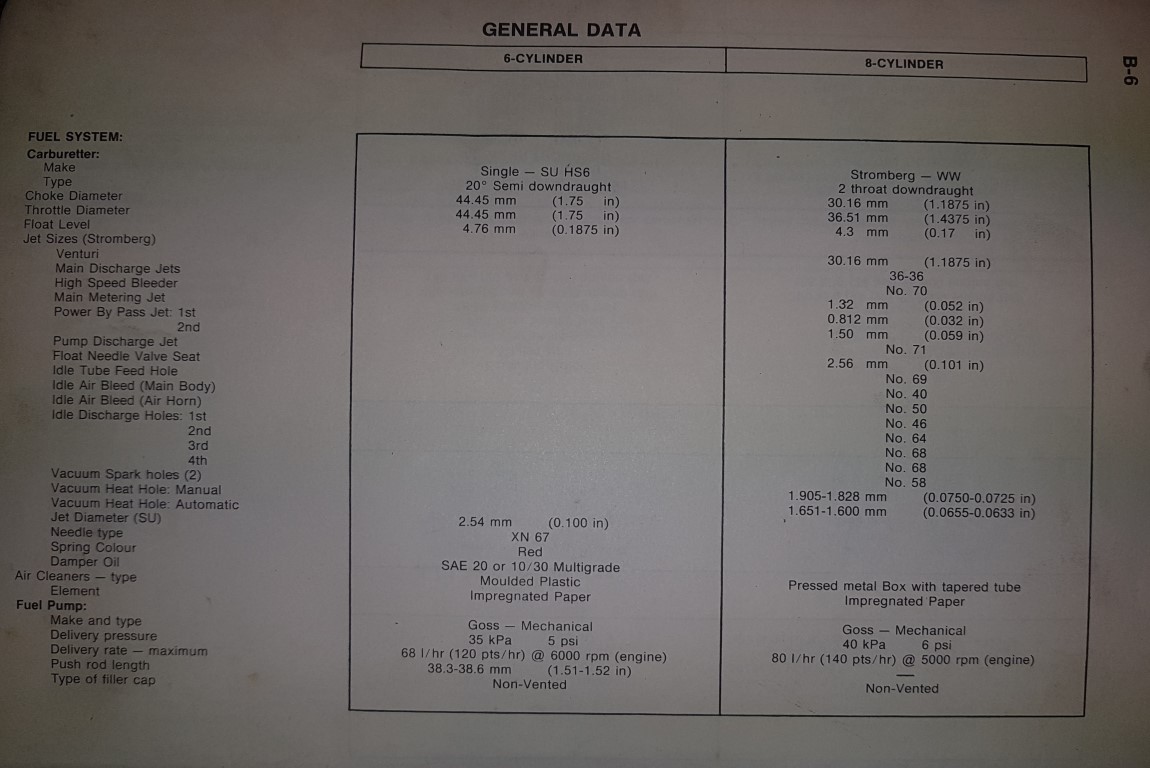 GENERAL DATA
B-6
6-CYLINDER 8-CYLINDER
FUEL SYSTEM:
Carburetter:
Make Single — SU HS6 Stromberg — WW
Type 20° Semi downdraught 2 throat downdraught
Choke Diameter 44.45 mm (1.75 in) 30.16 mm (1.1875 in)
Throttle Diameter 44.45 mm (1.75 in) 36.51 mm (1.4375 in)
Float Level 4.76 mm (0.1875 in) 4.3 mm (0.17 in)
Jet Sizes (Stromberg)
Venturi 30.16 mm (1.1875 in)
Main Discharge Jets 36-36
High Speed Bleeder No. 70
Main Metering Jet 1.32 mm (0.052 in)
Power By Pass Jet: 1st 0.812 mm (0.032 in)
2nd 1.50 mm (0.059 in)
Pump Discharge Jet No. 71
Float Needle Valve Seat 2.56 mm (0.101 in)
Idle Tube Feed Hole No. 69
Idle Air Bleed (Main Body) No. 40
Idle Air Bleed (Air Horn) No. 50
Idle Discharge Holes: 1st No. 46
2nd No. 64
3rd No. 68
4th No. 68
Vacuum Spark holes (2) No. 58
Vacuum Heat Hole: Manual 1.905-1.828 mm (0.0750-0.0725 in)
Vacuum Heat Hole: Automatic 1.651-1.600 mm (0.0655-0.0633 in)
Jet Diameter (SU) 2.54 mm (0.100 in)
Needle type XN 67
Spring Colour Red
Damper Oil SAE 20 or 10/30 Multigrade
Air Cleaners — type Moulded Plastic Pressed metal Box with tapered tube
Element Impregnated Paper Impregnated Paper
Fuel Pump:
Make and type Goss — Mechanical Goss — Mechanical
Delivery pressure 35 kPa 5 psi 40 kPa 6 psi
Delivery rate — maximum 68 l/hr (120 pts/hr) @ 6000 rpm (engine) 80 l/hr (140 pts/hr) @ 5000 rpm (engine)
Push rod length 38.3-38.6 mm (1.51-1.52 in) —
Type of filler cap Non-Vented Non-Vented